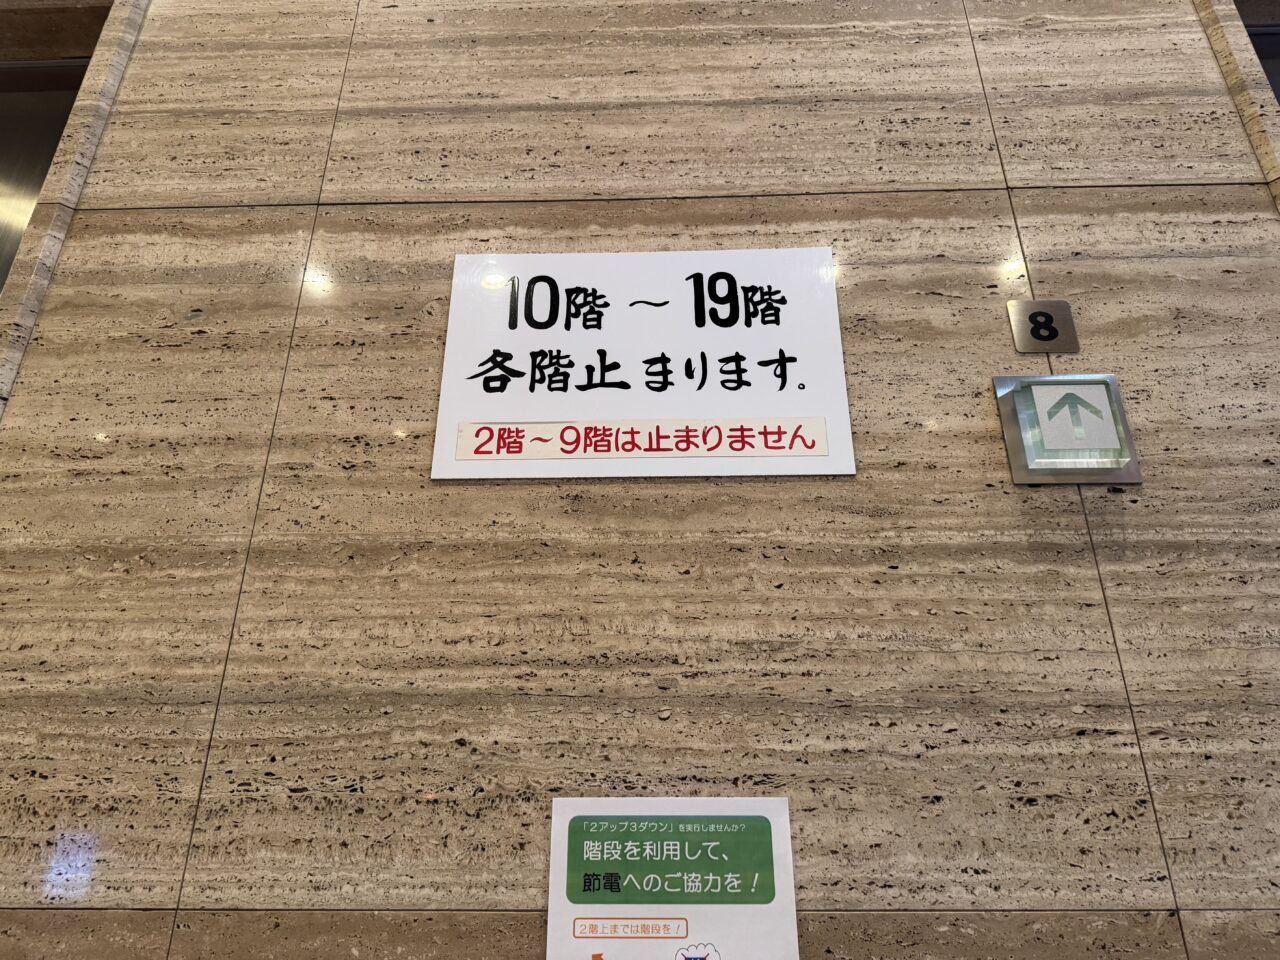 10階 ～ 19階
各階止まります。
2階～9階は止まりません
8
「2アップ3ダウン」を実行しませんか?
階段を利用して、
節電へのご協力を!
2階上までは階段を!